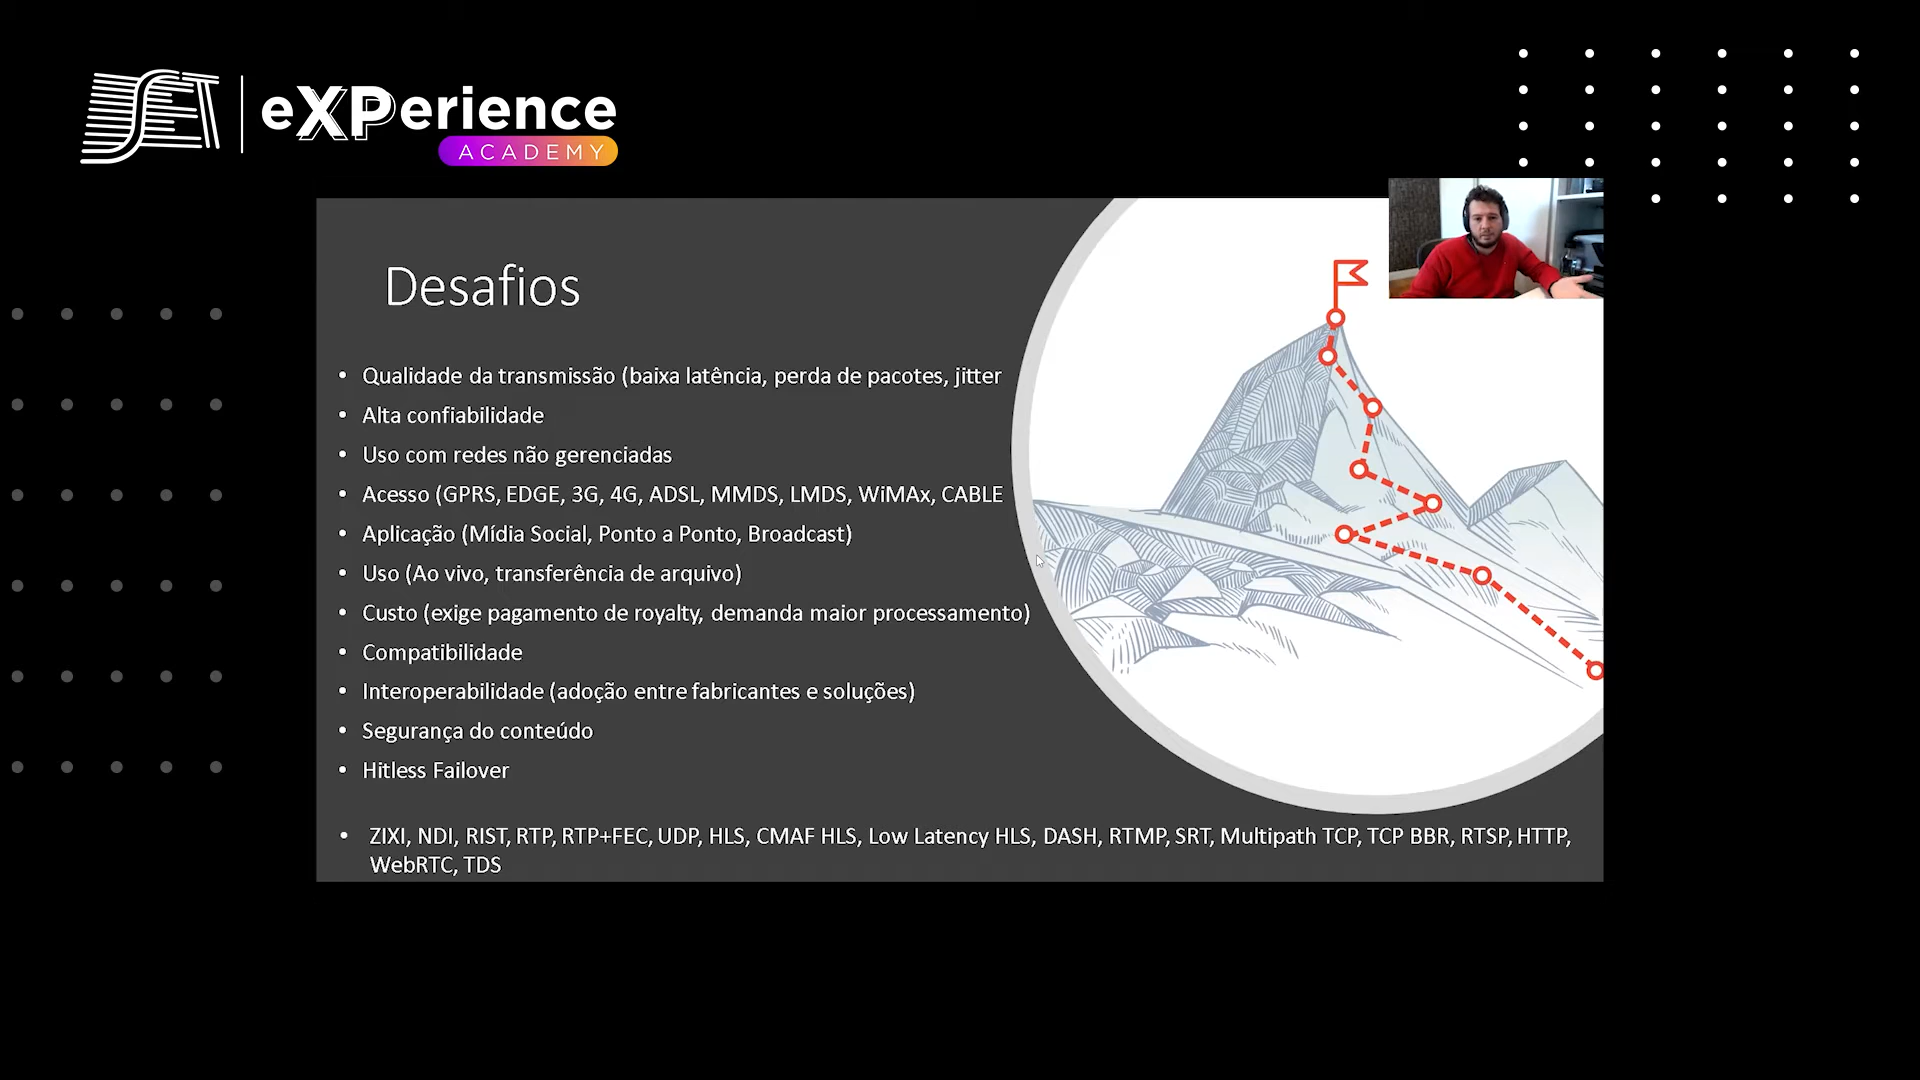 SET
eXPerience
ACADEMY
Desafios
• Qualidade da transmissão (baixa latência, perda de pacotes, jitter
• Alta confiabilidade
• Uso com redes não gerenciadas
• Acesso (GPRS, EDGE, 3G, 4G, ADSL, MMDS, LMDS, WiMAx, CABLE
• Aplicação (Mídia Social, Ponto a Ponto, Broadcast)
• Uso (Ao vivo, transferência de arquivo)
• Custo (exige pagamento de royalty, demanda maior processamento)
• Compatibilidade
• Interoperabilidade (adoção entre fabricantes e soluções)
• Segurança do conteúdo
• Hitless Failover
• ZIXI, NDI, RIST, RTP, RTP+FEC, UDP, HLS, CMAF HLS, Low Latency HLS, DASH, RTMP, SRT, Multipath TCP, TCP BBR, RTSP, HTTP,
WebRTC, TDS